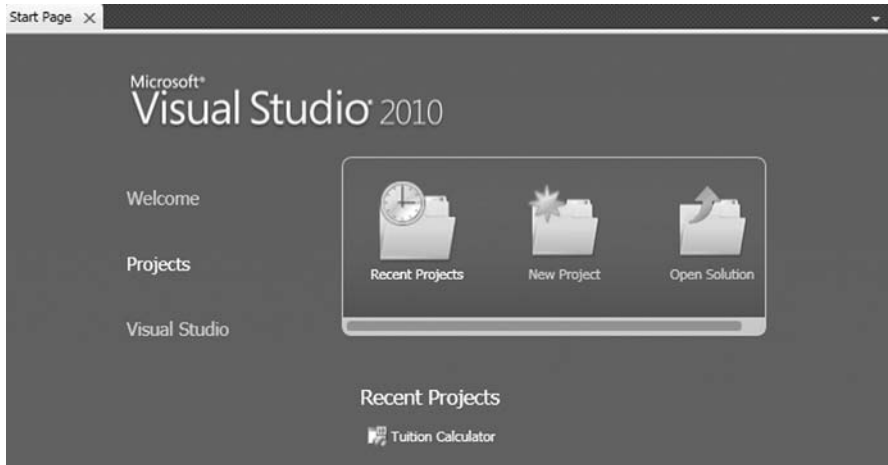 Start Page
Microsoft®
Visual Studio® 2010
Welcome
Projects
Visual Studio
Recent Projects
New Project
Open Solution
Recent Projects
Tuition Calculator